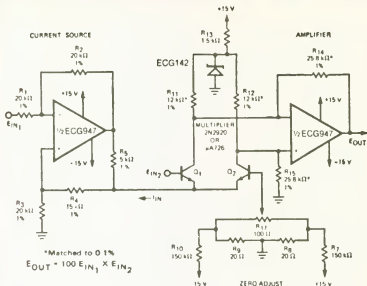 +15 V
CURRENT SOURCE
AMPLIFIER
R13
1.5 kΩ
R2
20 kΩ
1%
R14
25.8 kΩ*
1%
ECG142
R1
20 kΩ
1%
+15 V
R11
12 kΩ*
1%
R12
12 kΩ*
1%
+15 V
EIN1
½ECG947
MULTIPLIER
2N2920
OR
µA726
½ECG947
EOUT
-15 V
R5
5 kΩ
1%
EIN2
Q1
Q2
-15 V
R15
25.8 kΩ*
1%
R3
20 kΩ
1%
R4
15 kΩ
1%
IIN
R17
100 Ω
R10
150 kΩ
R9
20 Ω
R8
20 Ω
R7
150 kΩ
*Matched to 0.1%
EOUT = 100 EIN1 X EIN2
15 V
ZERO ADJUST
+15 V